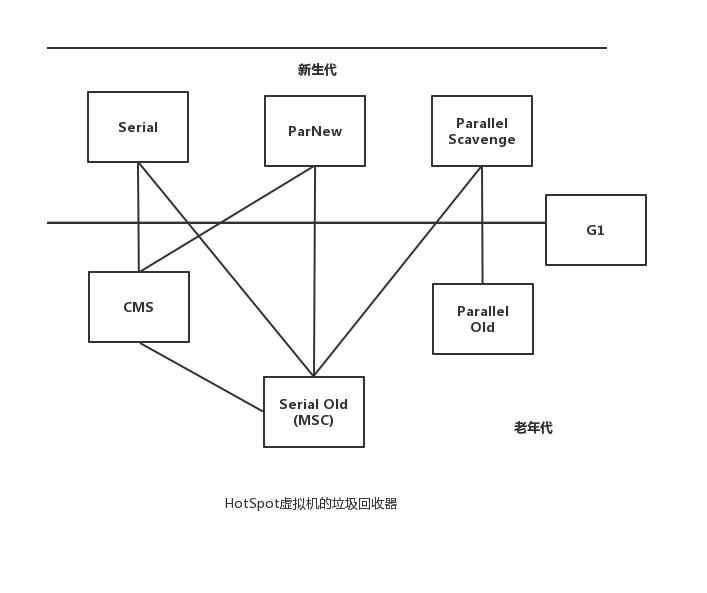 新生代
Serial
ParNew
Parallel
Scavenge
G1
CMS
Parallel
Old
Serial Old
(MSC)
老年代
HotSpot虚拟机的垃圾回收器